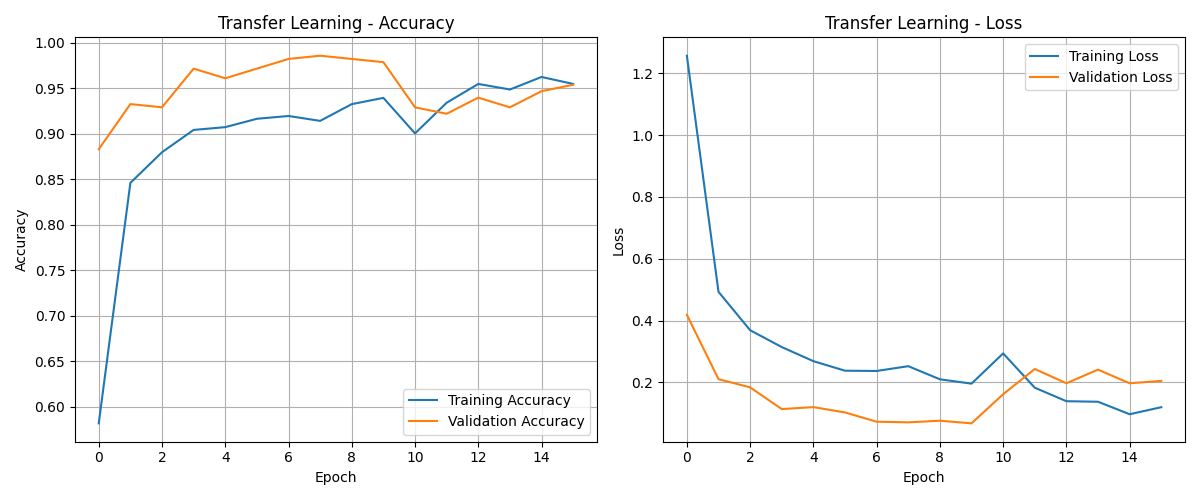 Transfer Learning - Accuracy
1.00
0.95
0.90
0.85
0.80
0.75
0.70
0.65
0.60
Accuracy
Training Accuracy
Validation Accuracy
0 2 4 6 8 10 12 14
Epoch
Transfer Learning - Loss
Training Loss
Validation Loss
1.2
1.0
0.8
0.6
0.4
0.2
Loss
0 2 4 6 8 10 12 14
Epoch